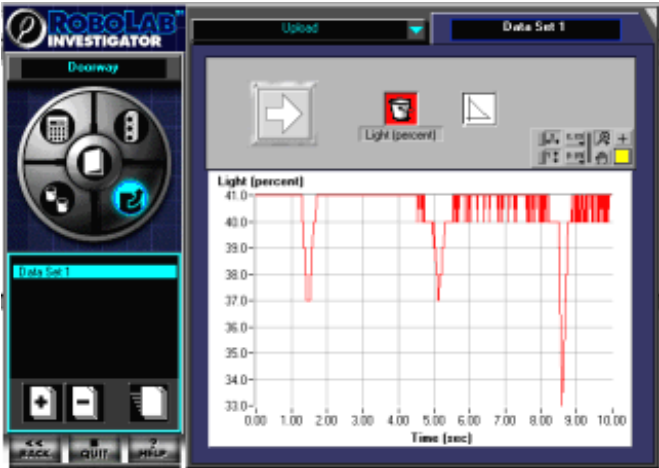 ROBOLAB
INVESTIGATOR
Upload
Data Set 1
Doorway
Light (percent)
Data Set 1
Light (percent)
41.0
40.0
39.0
38.0
37.0
36.0
35.0
34.0
33.0
0.00 1.00 2.00 3.00 4.00 5.00 6.00 7.00 8.00 9.00 10.00
Time (sec)
<<
BACK
QUIT
?
HELP